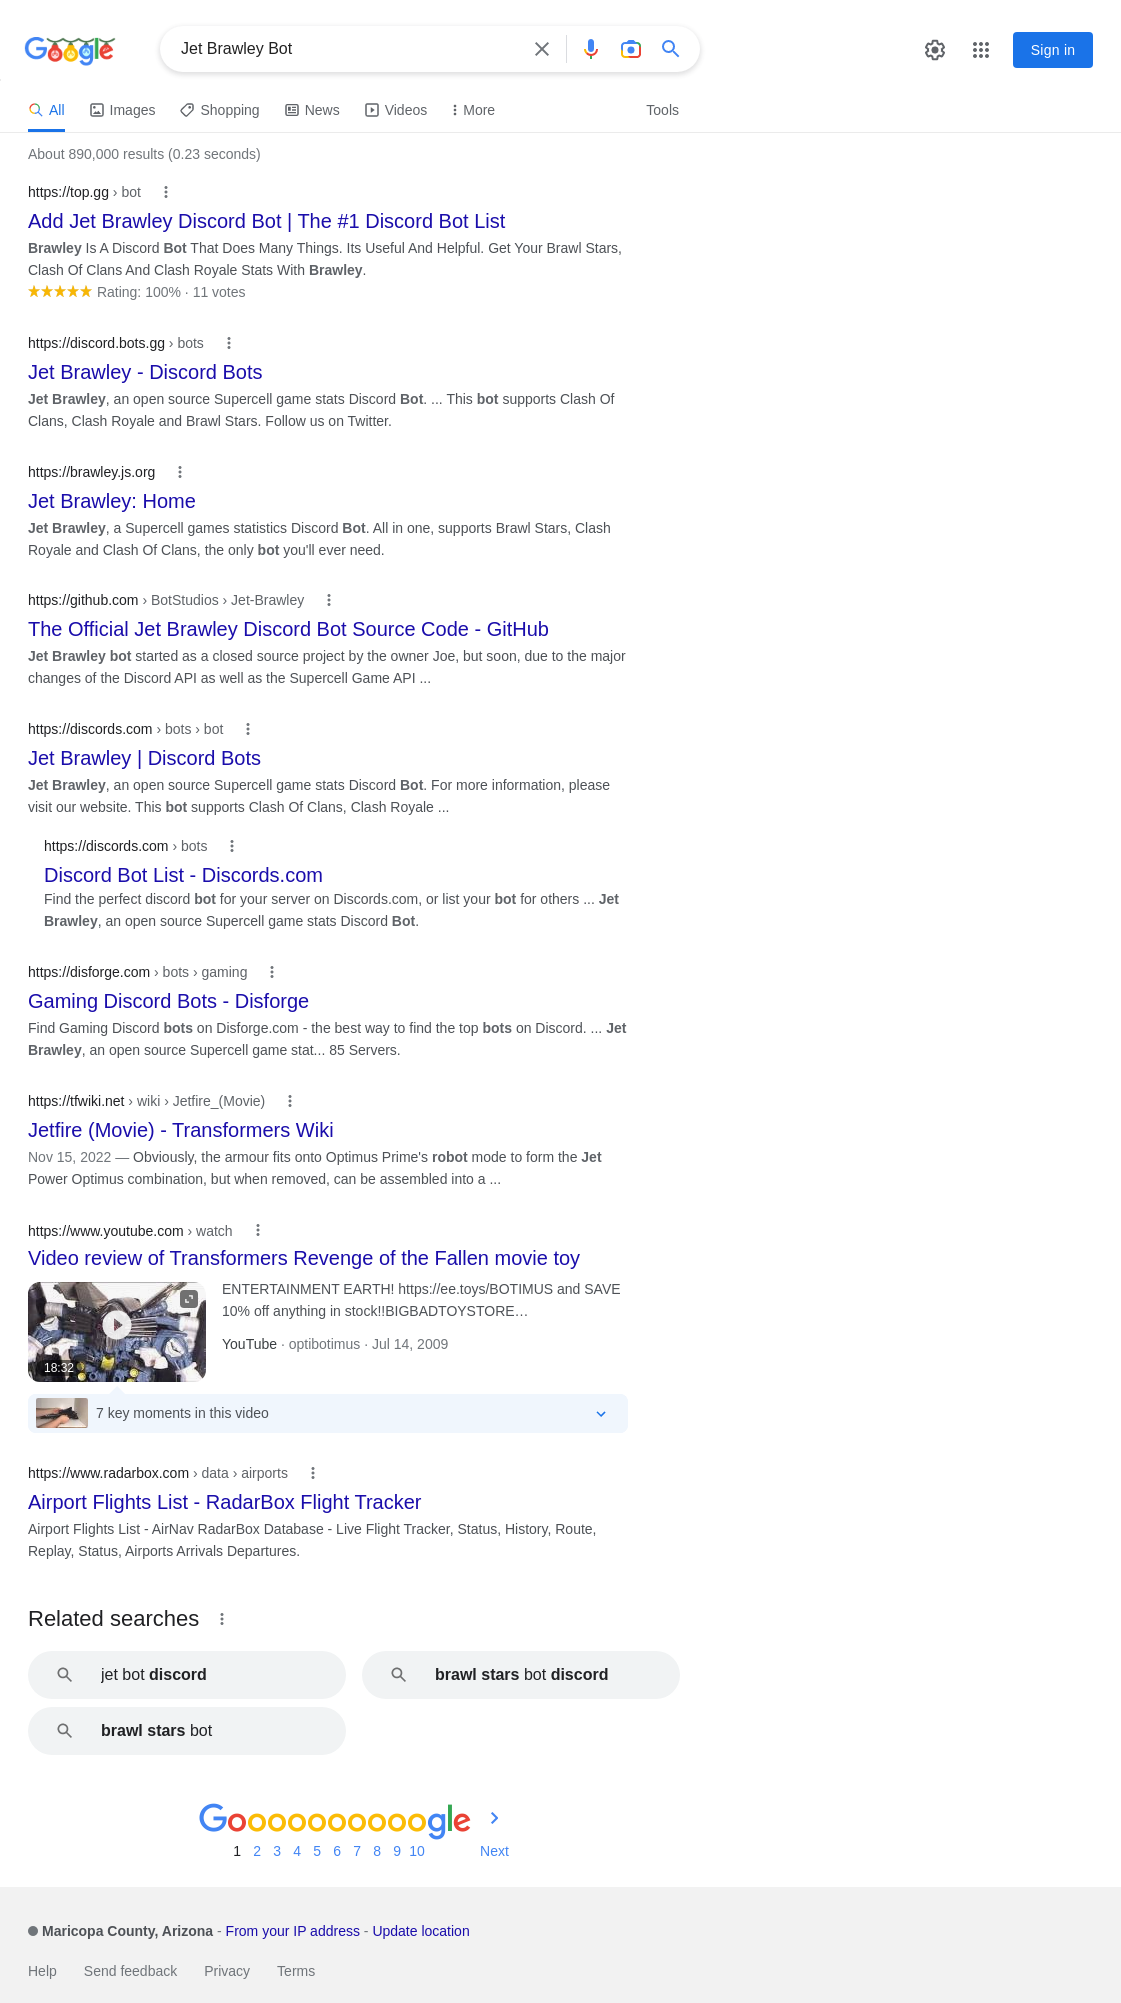 Google
Jet Brawley Bot
Sign in
All Images Shopping News Videos More Tools
About 890,000 results (0.23 seconds)
https://top.gg › bot
Add Jet Brawley Discord Bot | The #1 Discord Bot List
Brawley Is A Discord Bot That Does Many Things. Its Useful And Helpful. Get Your Brawl Stars,
Clash Of Clans And Clash Royale Stats With Brawley.
Rating: 100% · 11 votes
https://discord.bots.gg › bots
Jet Brawley - Discord Bots
Jet Brawley, an open source Supercell game stats Discord Bot. ... This bot supports Clash Of
Clans, Clash Royale and Brawl Stars. Follow us on Twitter.
https://brawley.js.org
Jet Brawley: Home
Jet Brawley, a Supercell games statistics Discord Bot. All in one, supports Brawl Stars, Clash
Royale and Clash Of Clans, the only bot you'll ever need.
https://github.com › BotStudios › Jet-Brawley
The Official Jet Brawley Discord Bot Source Code - GitHub
Jet Brawley bot started as a closed source project by the owner Joe, but soon, due to the major
changes of the Discord API as well as the Supercell Game API ...
https://discords.com › bots › bot
Jet Brawley | Discord Bots
Jet Brawley, an open source Supercell game stats Discord Bot. For more information, please
visit our website. This bot supports Clash Of Clans, Clash Royale ...
https://discords.com › bots
Discord Bot List - Discords.com
Find the perfect discord bot for your server on Discords.com, or list your bot for others ... Jet
Brawley, an open source Supercell game stats Discord Bot.
https://disforge.com › bots › gaming
Gaming Discord Bots - Disforge
Find Gaming Discord bots on Disforge.com - the best way to find the top bots on Discord. ... Jet
Brawley, an open source Supercell game stat... 85 Servers.
https://tfwiki.net › wiki › Jetfire_(Movie)
Jetfire (Movie) - Transformers Wiki
Nov 15, 2022 — Obviously, the armour fits onto Optimus Prime's robot mode to form the Jet
Power Optimus combination, but when removed, can be assembled into a ...
https://www.youtube.com › watch
Video review of Transformers Revenge of the Fallen movie toy
ENTERTAINMENT EARTH! https://ee.toys/BOTIMUS and SAVE
10% off anything in stock!!BIGBADTOYSTORE…
YouTube · optibotimus · Jul 14, 2009
18:32
7 key moments in this video
https://www.radarbox.com › data › airports
Airport Flights List - RadarBox Flight Tracker
Airport Flights List - AirNav RadarBox Database - Live Flight Tracker, Status, History, Route,
Replay, Status, Airports Arrivals Departures.
Related searches
jet bot discord
brawl stars bot discord
brawl stars bot
Goooooooooogle
1 2 3 4 5 6 7 8 9 10 Next
Maricopa County, Arizona - From your IP address - Update location
Help Send feedback Privacy Terms